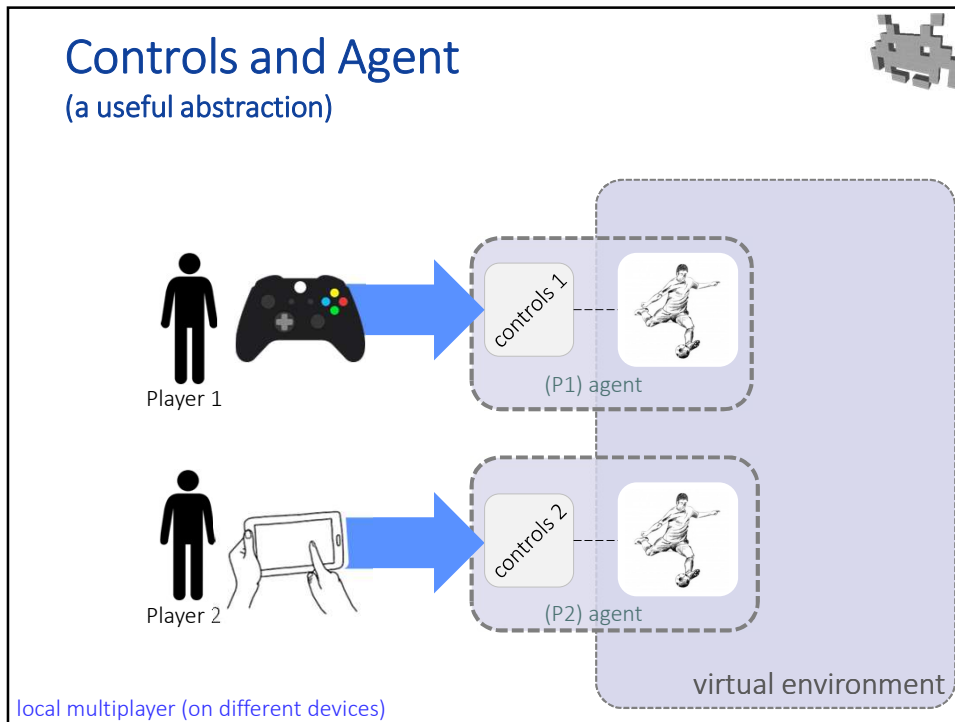 Controls and Agent
(a useful abstraction)
controls 1
(P1) agent
Player 1
controls 2
(P2) agent
Player 2
virtual environment
local multiplayer (on different devices)